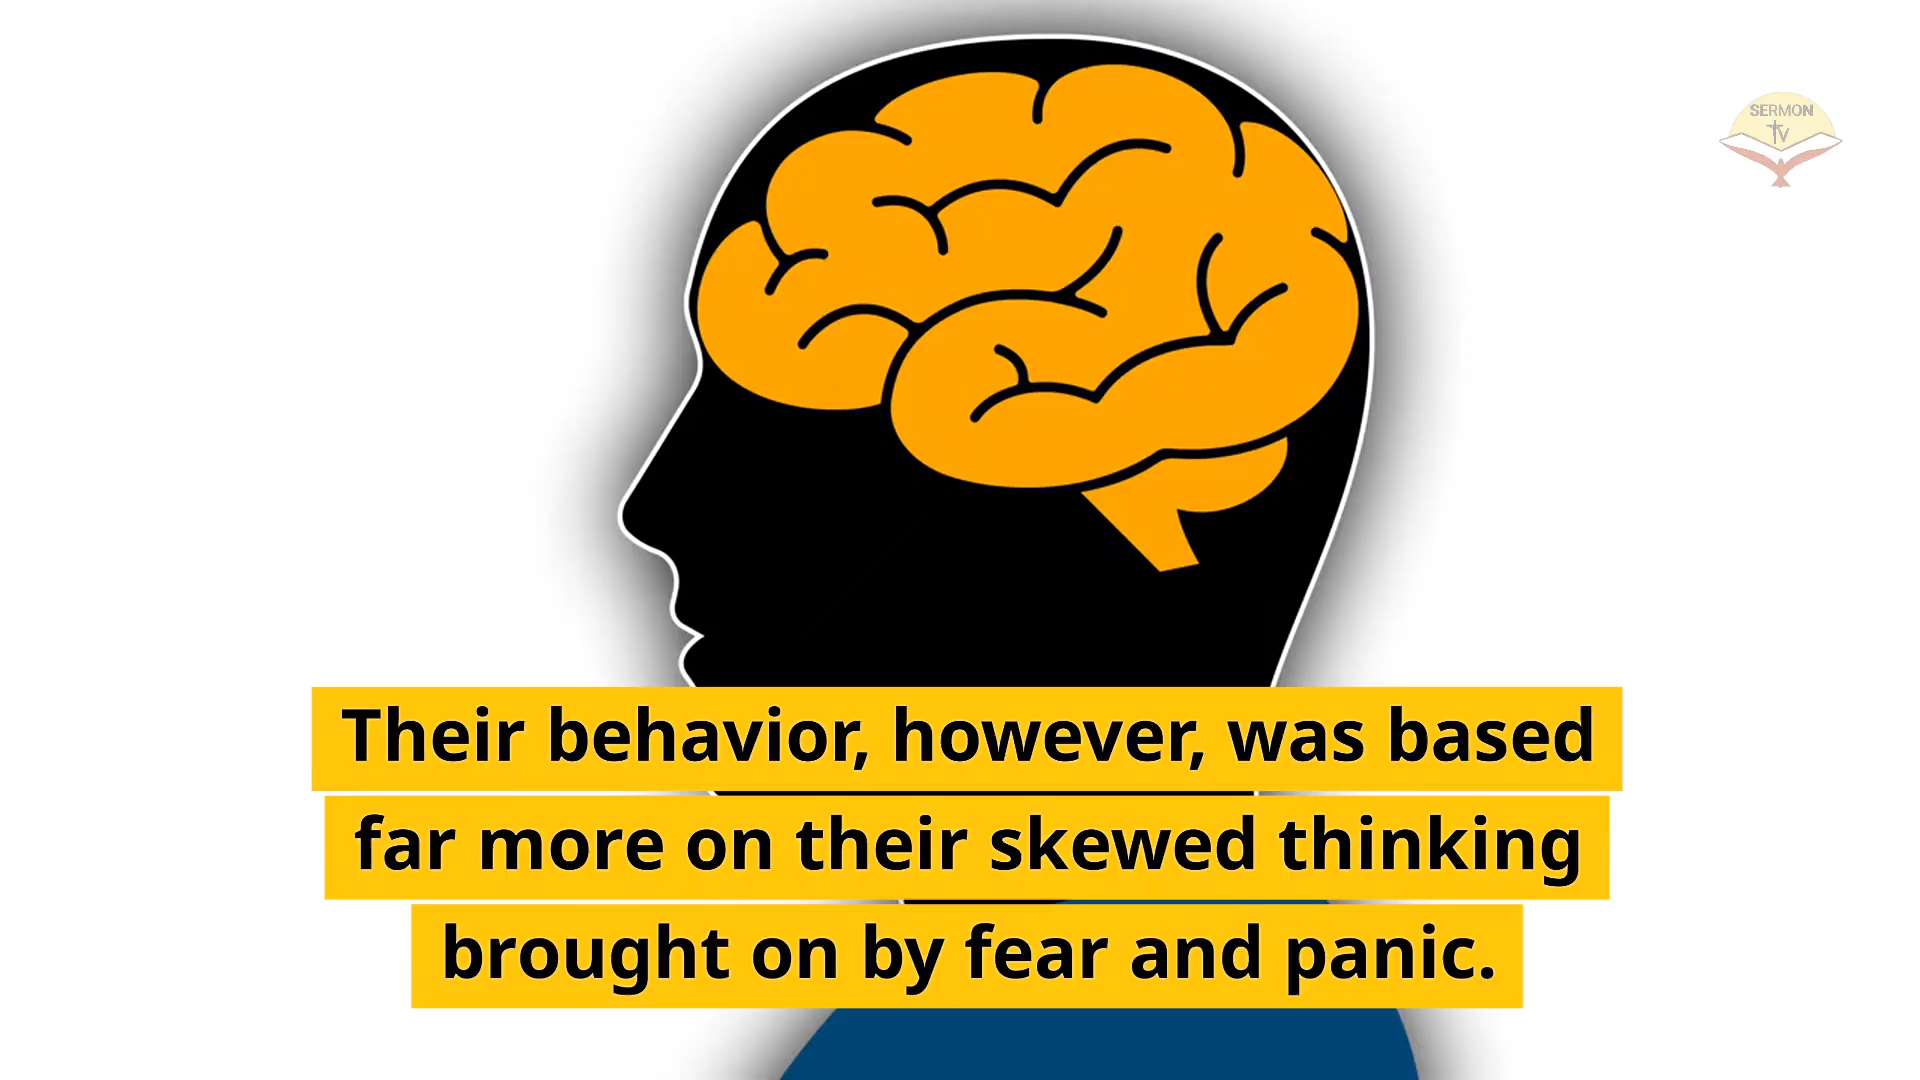 SERMON
TV
Their behavior, however, was based
far more on their skewed thinking
brought on by fear and panic.